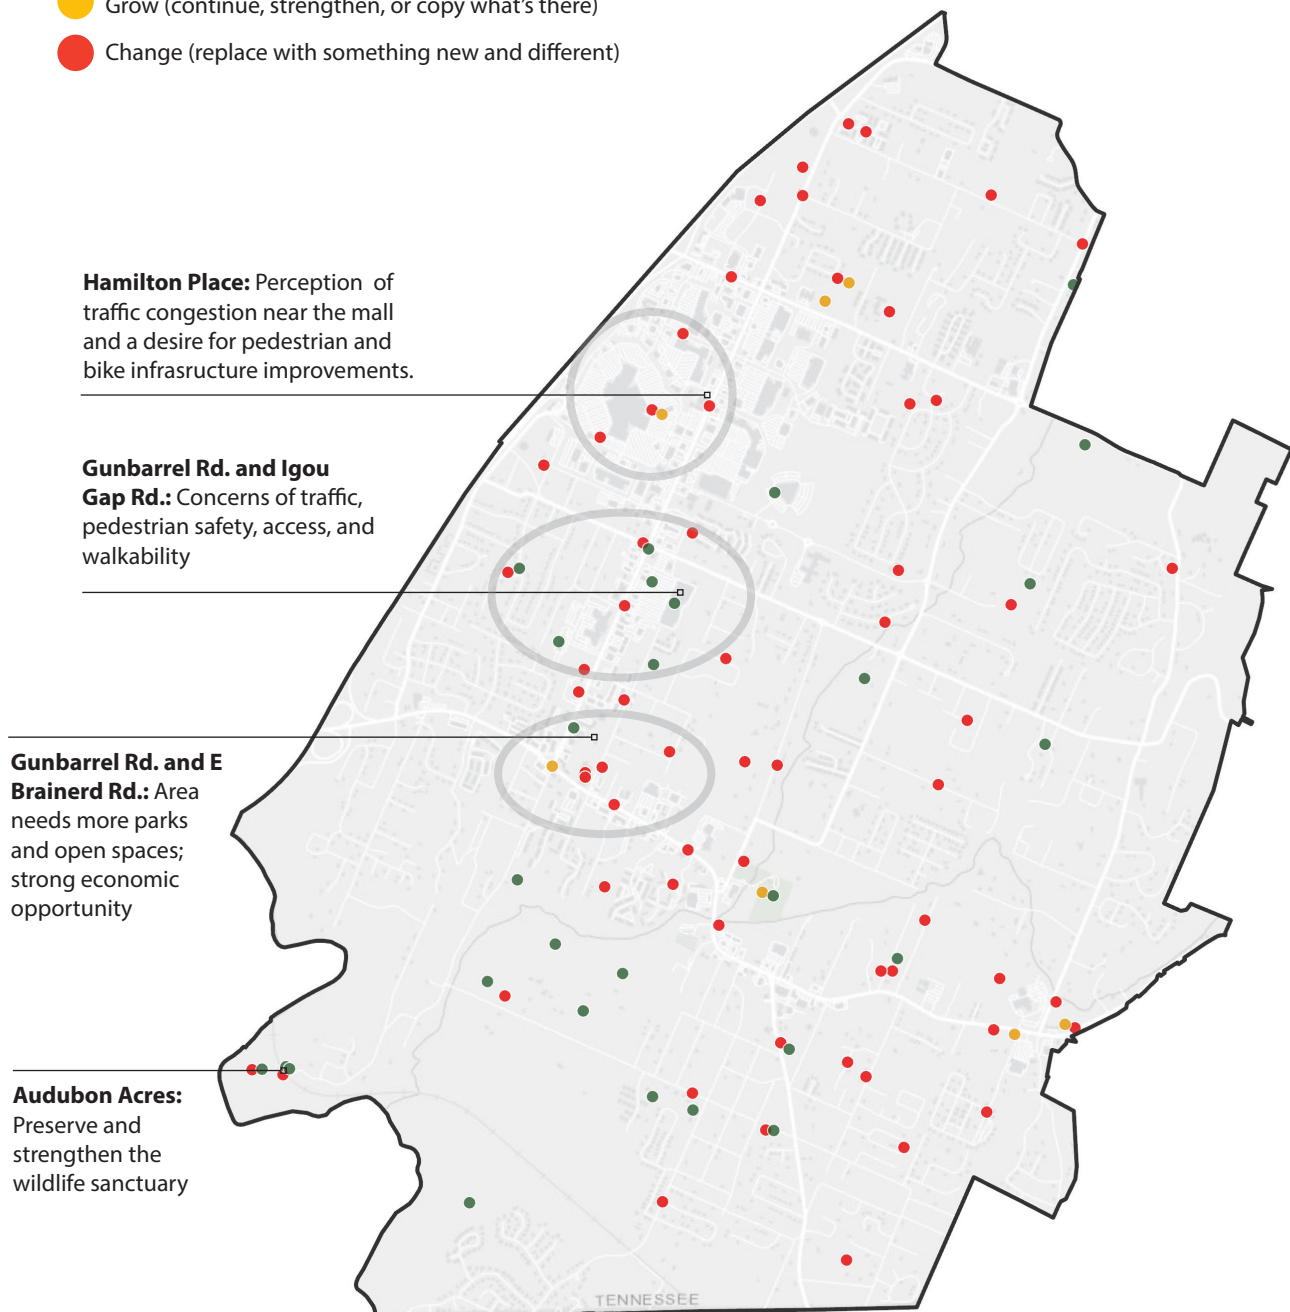 Grow (continue, strengthen, or copy what's there)
Change (replace with something new and different)
Hamilton Place: Perception of
traffic congestion near the mall
and a desire for pedestrian and
bike infrasructure improvements.
Gunbarrel Rd. and Igou
Gap Rd.: Concerns of traffic,
pedestrian safety, access, and
walkability
Gunbarrel Rd. and E
Brainerd Rd.: Area
needs more parks
and open spaces;
strong economic
opportunity
Audubon Acres:
Preserve and
strengthen the
wildlife sanctuary
TENNESSEE